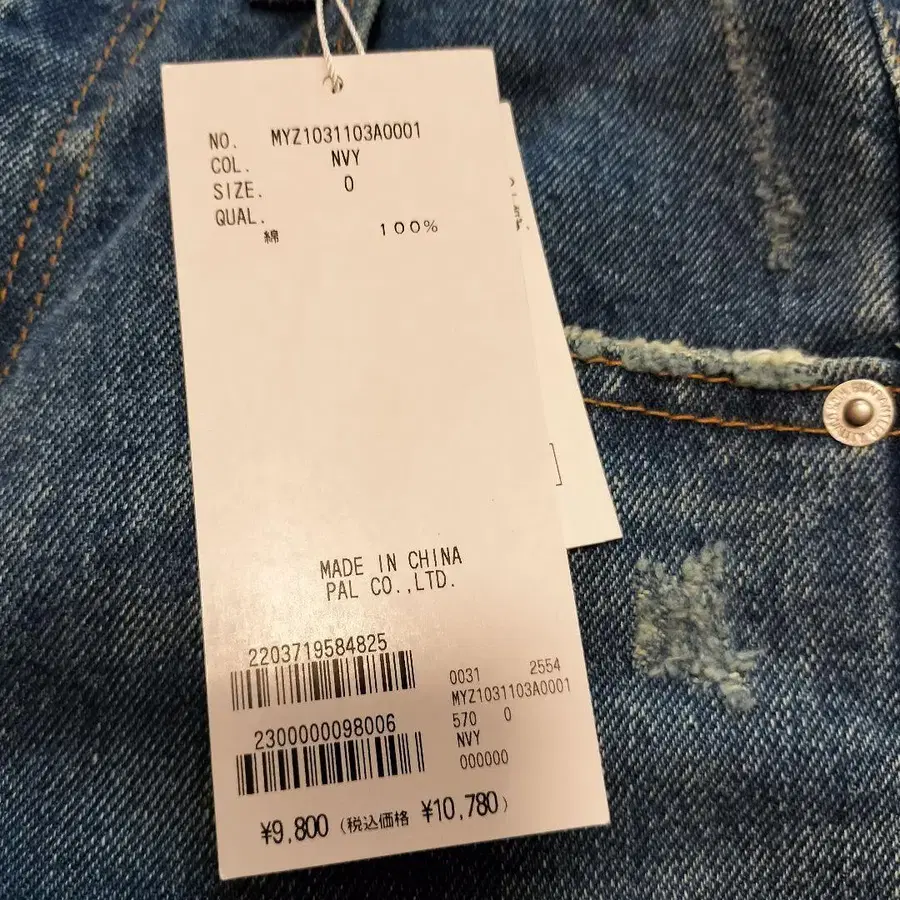 NO. MYZ1031103A0001
COL. NVY
SIZE. 0
QUAL.
綿 100%
MADE IN CHINA
PAL CO.,LTD.
2203719584825
2300000098006
0031 2554
MYZ1031103A0001
570 0
NVY
000000
¥9,800 (税込価格 ¥10,780)